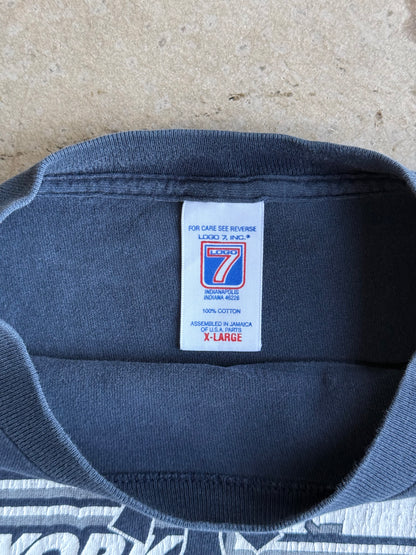 FOR CARE SEE REVERSE
LOGO 7, INC.®
LOGO
7
INDIANAPOLIS
INDIANA 46226
100% COTTON
ASSEMBLED IN JAMAICA
OF U.S.A. PARTS
X-LARGE
YORK